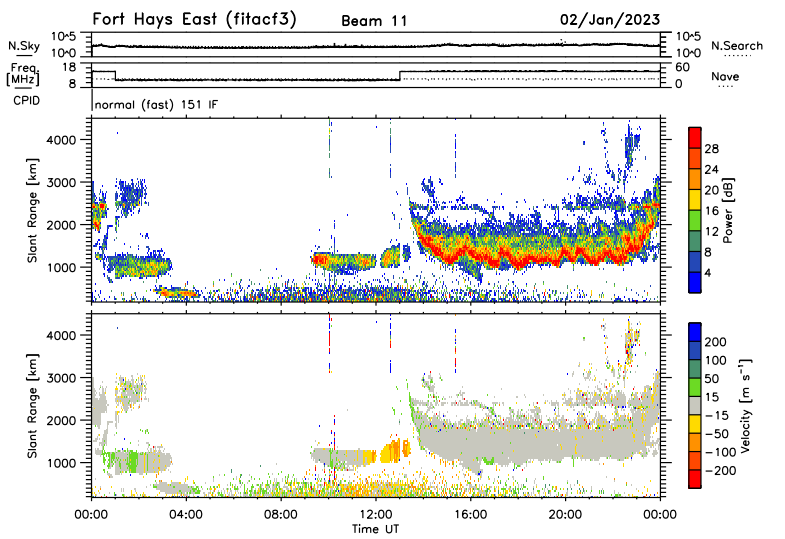 Fort Hays East (fitacf3) Beam 11 02/Jan/2023
N.Sky 10^5 10^0 10^5 10^0 N.Search
Freq. [MHz] 18 8 60 0 Nave
CPID normal (fast) 151 IF
Slant Range [km] 4000 3000 2000 1000
28 24 20 16 12 8 4 Power [dB]
Slant Range [km] 4000 3000 2000 1000
200 100 50 15 −15 −50 −100 −200 Velocity [m s⁻¹]
00:00 04:00 08:00 12:00 16:00 20:00 00:00
Time UT